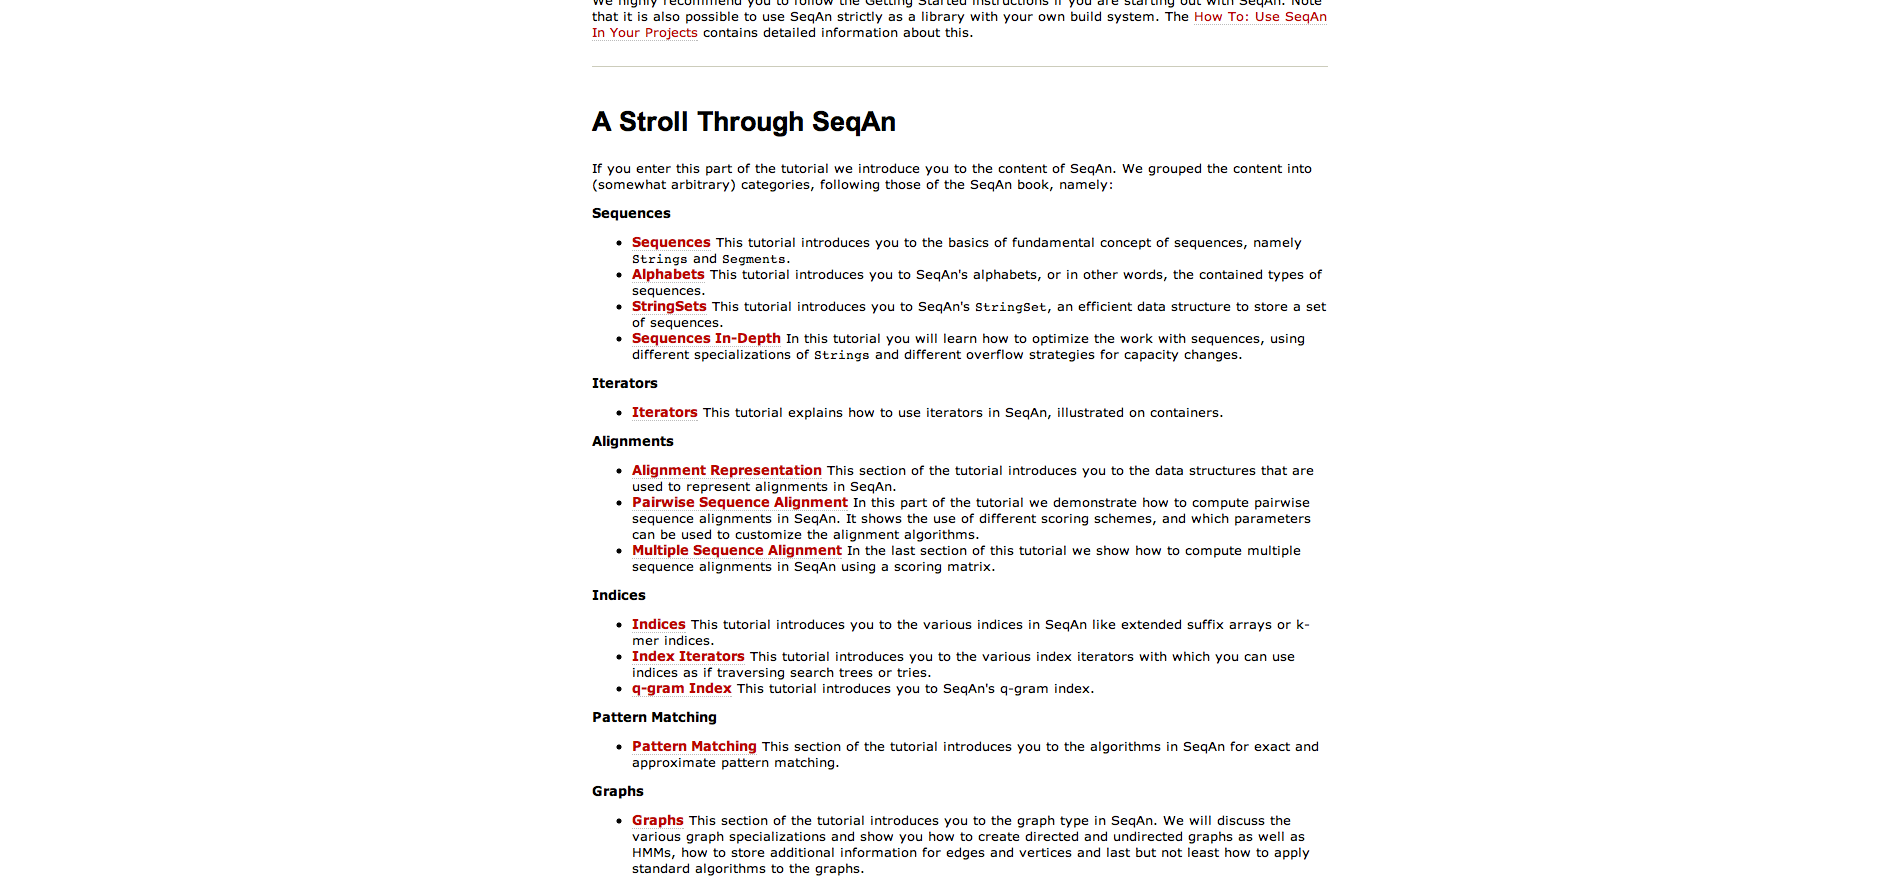 We highly recommend you to follow the Getting Started instructions if you are starting out with SeqAn. Note
that it is also possible to use SeqAn strictly as a library with your own build system. The How To: Use SeqAn
In Your Projects contains detailed information about this.
A Stroll Through SeqAn
If you enter this part of the tutorial we introduce you to the content of SeqAn. We grouped the content into
(somewhat arbitrary) categories, following those of the SeqAn book, namely:
Sequences
• Sequences This tutorial introduces you to the basics of fundamental concept of sequences, namely
Strings and Segments.
• Alphabets This tutorial introduces you to SeqAn's alphabets, or in other words, the contained types of
sequences.
• StringSets This tutorial introduces you to SeqAn's StringSet, an efficient data structure to store a set
of sequences.
• Sequences In-Depth In this tutorial you will learn how to optimize the work with sequences, using
different specializations of Strings and different overflow strategies for capacity changes.
Iterators
• Iterators This tutorial explains how to use iterators in SeqAn, illustrated on containers.
Alignments
• Alignment Representation This section of the tutorial introduces you to the data structures that are
used to represent alignments in SeqAn.
• Pairwise Sequence Alignment In this part of the tutorial we demonstrate how to compute pairwise
sequence alignments in SeqAn. It shows the use of different scoring schemes, and which parameters
can be used to customize the alignment algorithms.
• Multiple Sequence Alignment In the last section of this tutorial we show how to compute multiple
sequence alignments in SeqAn using a scoring matrix.
Indices
• Indices This tutorial introduces you to the various indices in SeqAn like extended suffix arrays or k-
mer indices.
• Index Iterators This tutorial introduces you to the various index iterators with which you can use
indices as if traversing search trees or tries.
• q-gram Index This tutorial introduces you to SeqAn's q-gram index.
Pattern Matching
• Pattern Matching This section of the tutorial introduces you to the algorithms in SeqAn for exact and
approximate pattern matching.
Graphs
• Graphs This section of the tutorial introduces you to the graph type in SeqAn. We will discuss the
various graph specializations and show you how to create directed and undirected graphs as well as
HMMs, how to store additional information for edges and vertices and last but not least how to apply
standard algorithms to the graphs.